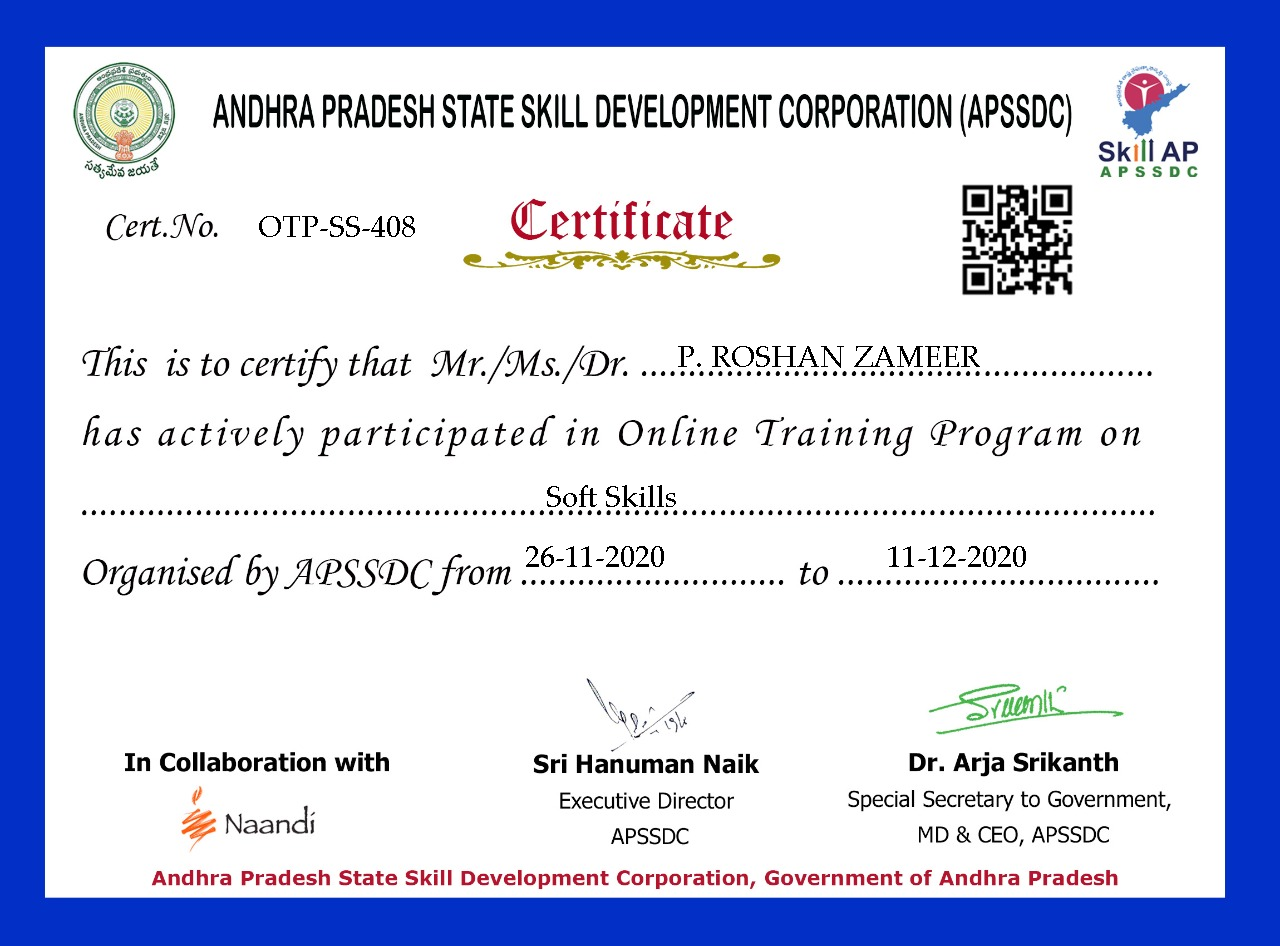 ANDHRA PRADESH STATE SKILL DEVELOPMENT CORPORATION (APSSDC)
సత్యమేవ జయతే
Skill AP
APSSDC
Cert.No. OTP-SS-408
Certificate
This is to certify that Mr./Ms./Dr. ...P. ROSHAN ZAMEER...
has actively participated in Online Training Program on
...Soft Skills...
Organised by APSSDC from 26-11-2020 to 11-12-2020
In Collaboration with
Naandi
Sri Hanuman Naik
Executive Director
APSSDC
Dr. Arja Srikanth
Special Secretary to Government,
MD & CEO, APSSDC
Andhra Pradesh State Skill Development Corporation, Government of Andhra Pradesh